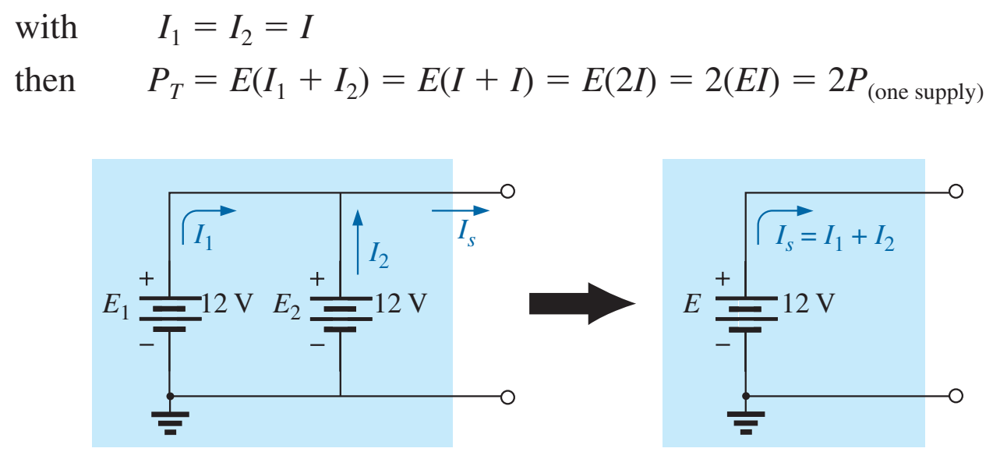 with I₁ = I₂ = I
then P_T = E(I₁ + I₂) = E(I + I) = E(2I) = 2(EI) = 2P₍one supply₎
I₁
I₂
I_s
+
E₁
12 V
–
+
E₂
12 V
–
I_s = I₁ + I₂
+
E
12 V
–